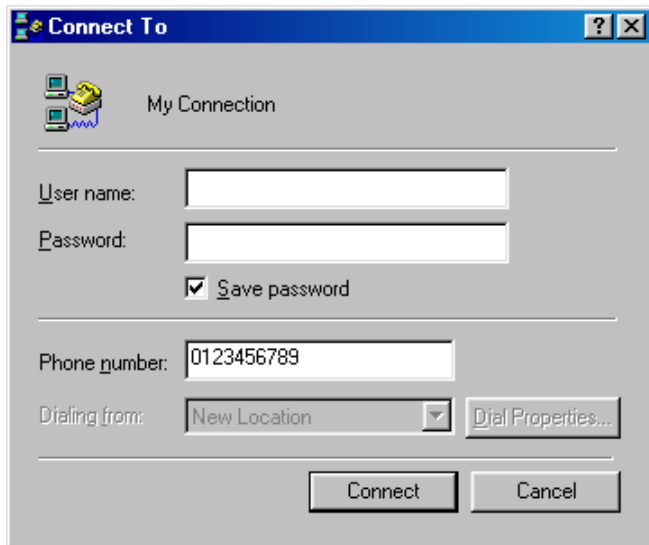 Connect To
My Connection
User name:
Password:
Save password
Phone number: 0123456789
Dialing from: New Location Dial Properties...
Connect Cancel